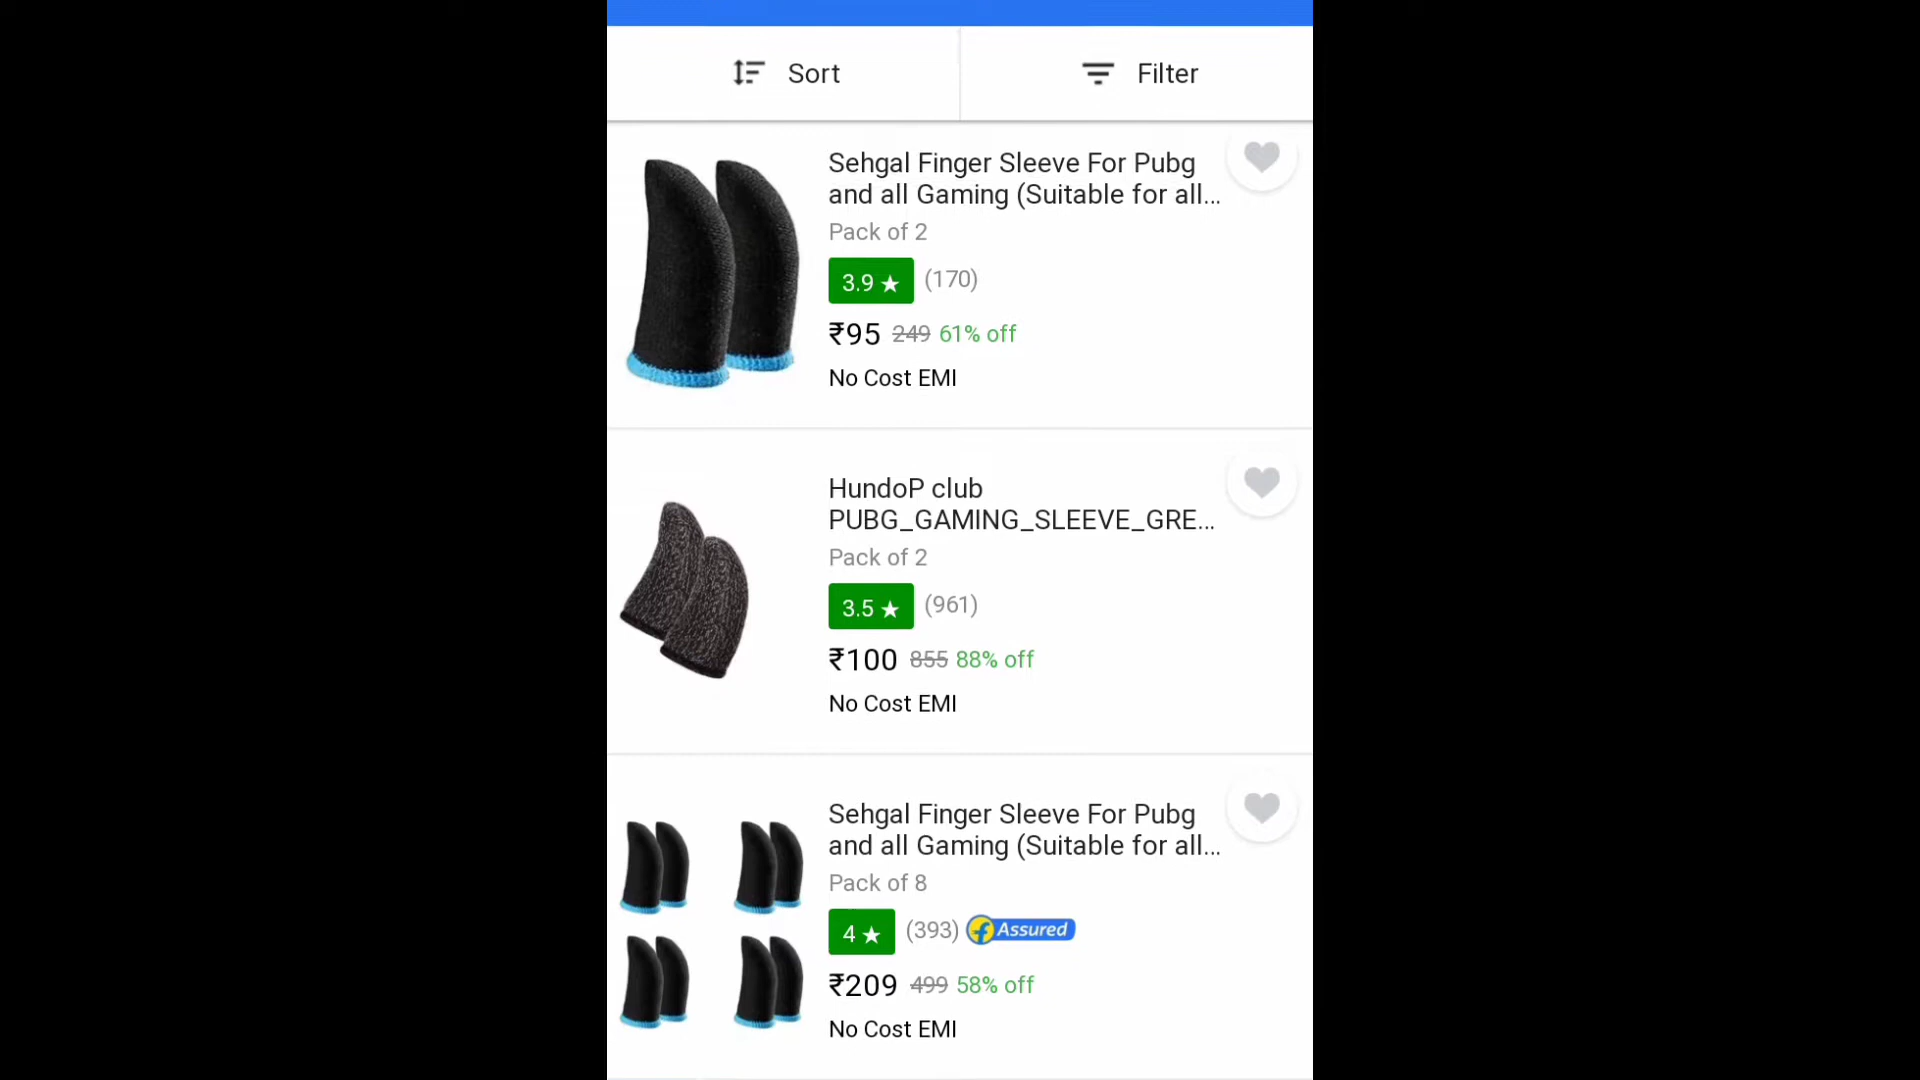 Sort
Filter
Sehgal Finger Sleeve For Pubg
and all Gaming (Suitable for all...
Pack of 2
3.9 ★ (170)
₹95 249 61% off
No Cost EMI
HundoP club
PUBG_GAMING_SLEEVE_GRE...
Pack of 2
3.5 ★ (961)
₹100 855 88% off
No Cost EMI
Sehgal Finger Sleeve For Pubg
and all Gaming (Suitable for all...
Pack of 8
4 ★ (393) f Assured
₹209 499 58% off
No Cost EMI